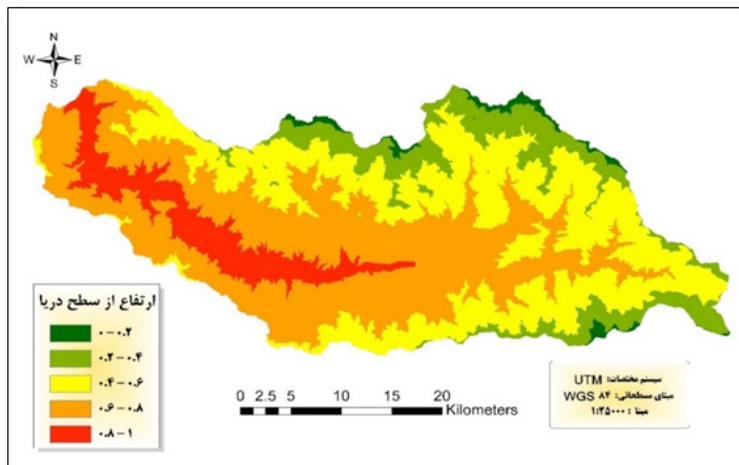 N
W E
S
ارتفاع از سطح دریا
۰ - ۰.۲
۰.۲ - ۰.۴
۰.۴ - ۰.۶
۰.۶ - ۰.۸
۰.۸ - ۱
0 2.5 5 10 15 20
Kilometers
سیستم مختصات: UTM
مبنای مسطحاتی: WGS ۸۴
مبنا : ۱:۲۵۰۰۰